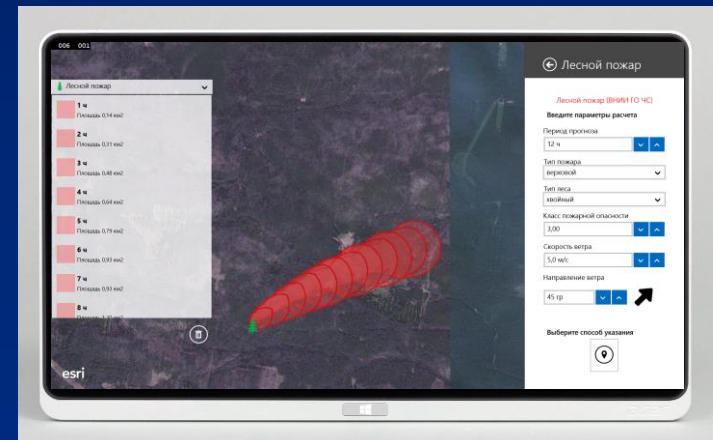 006 001
Лесной пожар
1 ч
Площадь 0,14 км2
2 ч
Площадь 0,31 км2
3 ч
Площадь 0,48 км2
4 ч
Площадь 0,64 км2
5 ч
Площадь 0,79 км2
6 ч
Площадь 0,93 км2
7 ч
Площадь 0,93 км2
8 ч
esri
Лесной пожар
Лесной пожар (ВНИИ ГО ЧС)
Введите параметры расчета
Период прогноза
12 ч
Тип пожара
верховой
Тип леса
хвойный
Класс пожарной опасности
3,00
Скорость ветра
5,0 м/с
Направление ветра
45 гр
Выберите способ указания